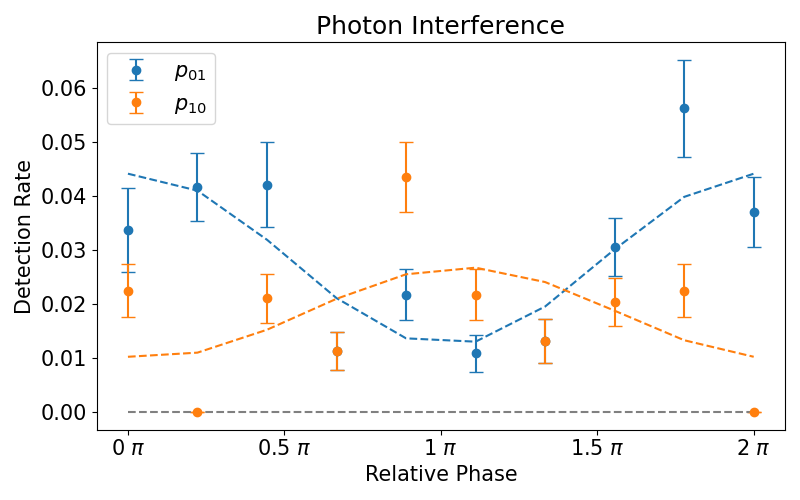 Photon Interference
p₀₁
p₁₀
Detection Rate
0.06
0.05
0.04
0.03
0.02
0.01
0.00
0 π
0.5 π
1 π
1.5 π
2 π
Relative Phase